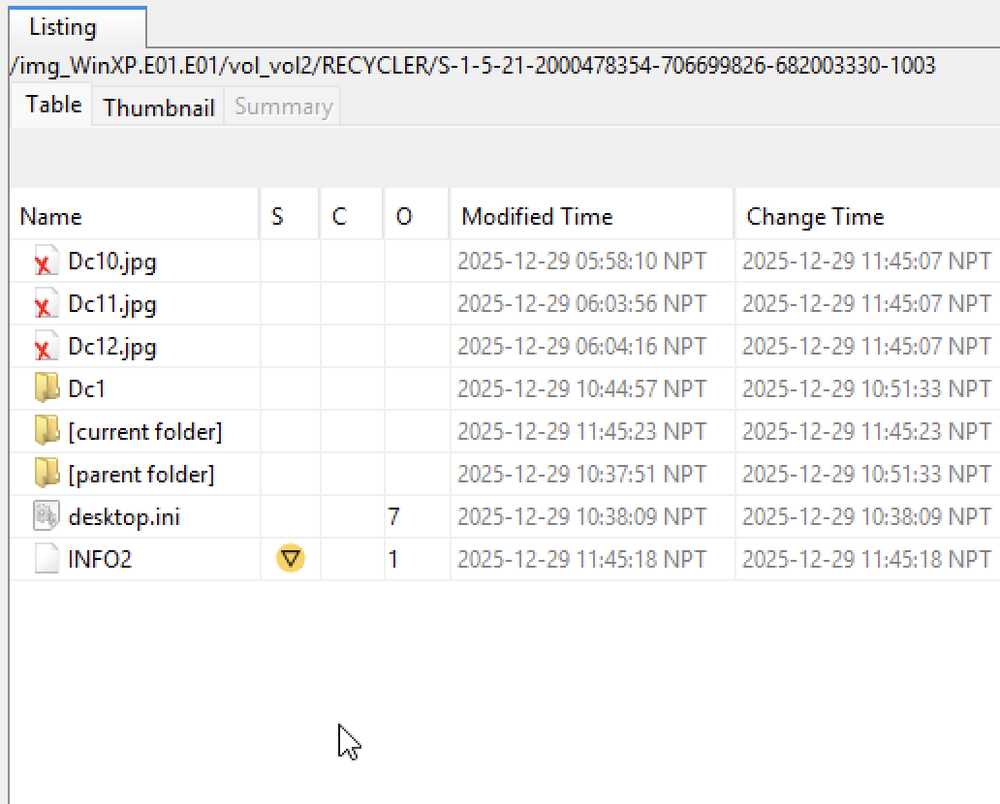 Listing
/img_WinXP.E01.E01/vol_vol2/RECYCLER/S-1-5-21-2000478354-706699826-682003330-1003
Table Thumbnail Summary
Name S C O Modified Time Change Time
Dc10.jpg 2025-12-29 05:58:10 NPT 2025-12-29 11:45:07 NPT
Dc11.jpg 2025-12-29 06:03:56 NPT 2025-12-29 11:45:07 NPT
Dc12.jpg 2025-12-29 06:04:16 NPT 2025-12-29 11:45:07 NPT
Dc1 2025-12-29 10:44:57 NPT 2025-12-29 10:51:33 NPT
[current folder] 2025-12-29 11:45:23 NPT 2025-12-29 11:45:23 NPT
[parent folder] 2025-12-29 10:37:51 NPT 2025-12-29 10:51:33 NPT
desktop.ini 7 2025-12-29 10:38:09 NPT 2025-12-29 10:38:09 NPT
INFO2 1 2025-12-29 11:45:18 NPT 2025-12-29 11:45:18 NPT